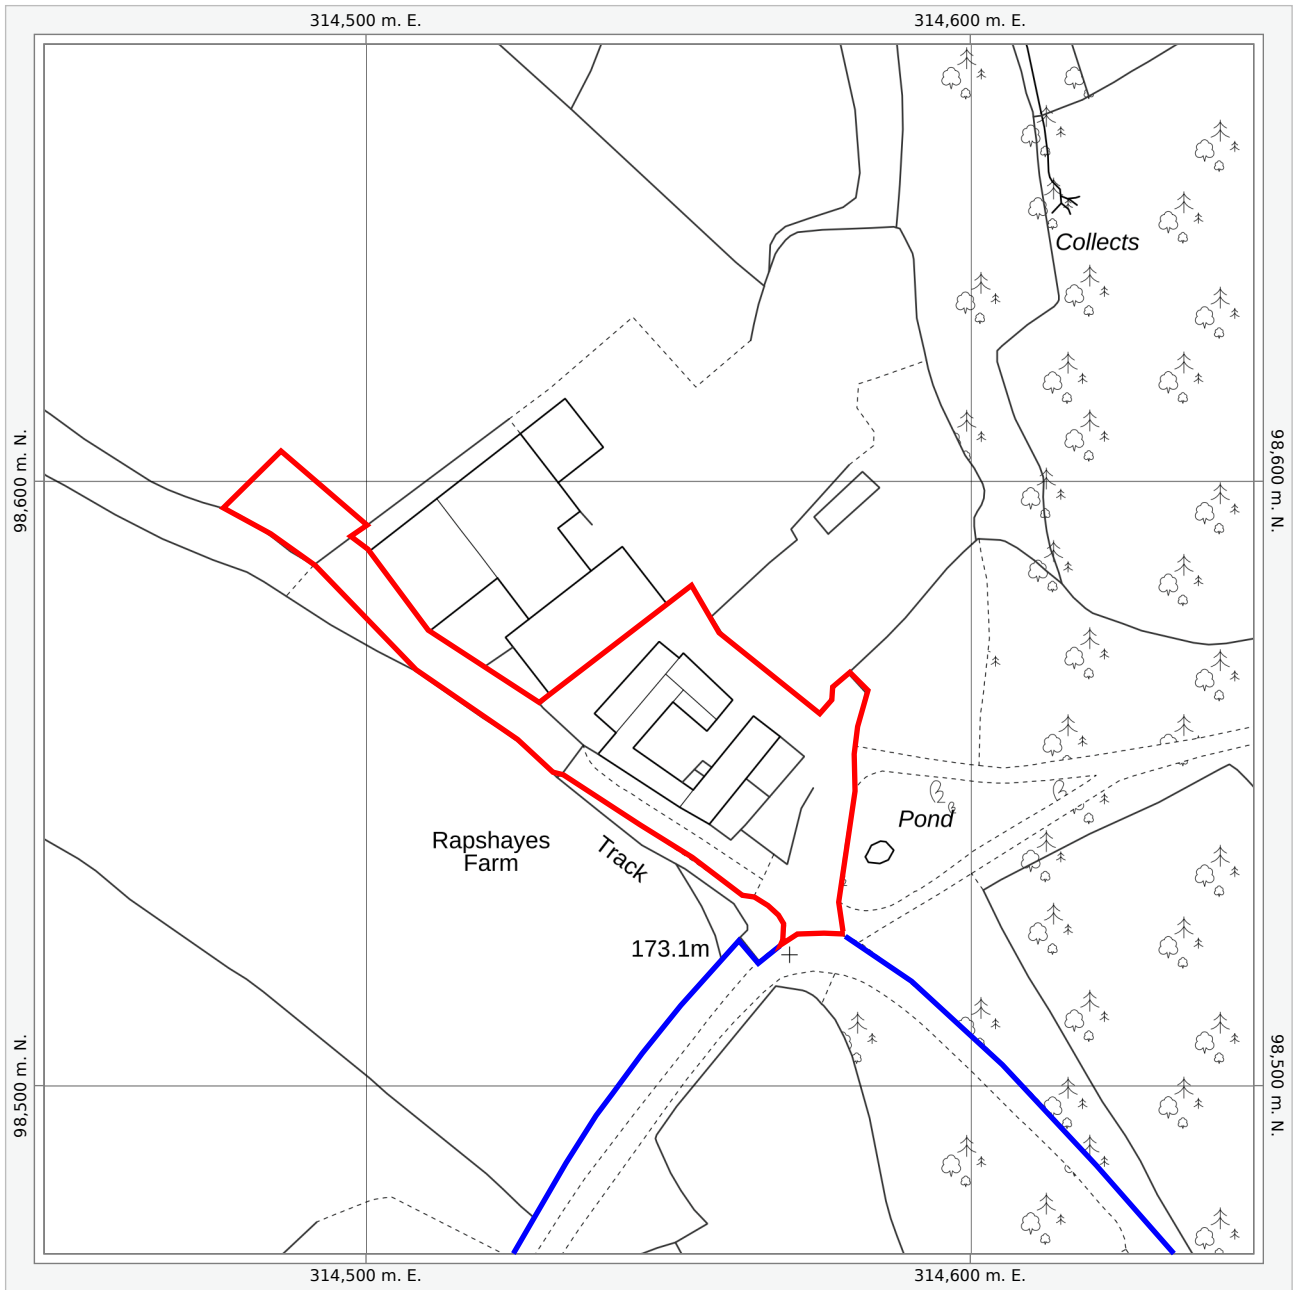 314,500 m. E.
314,600 m. E.
Collects
98,600 m. N.
98,600 m. N.
Pond
Rapshayes
Farm
Track
173.1m
98,500 m. N.
98,500 m. N.
314,500 m. E.
314,600 m. E.